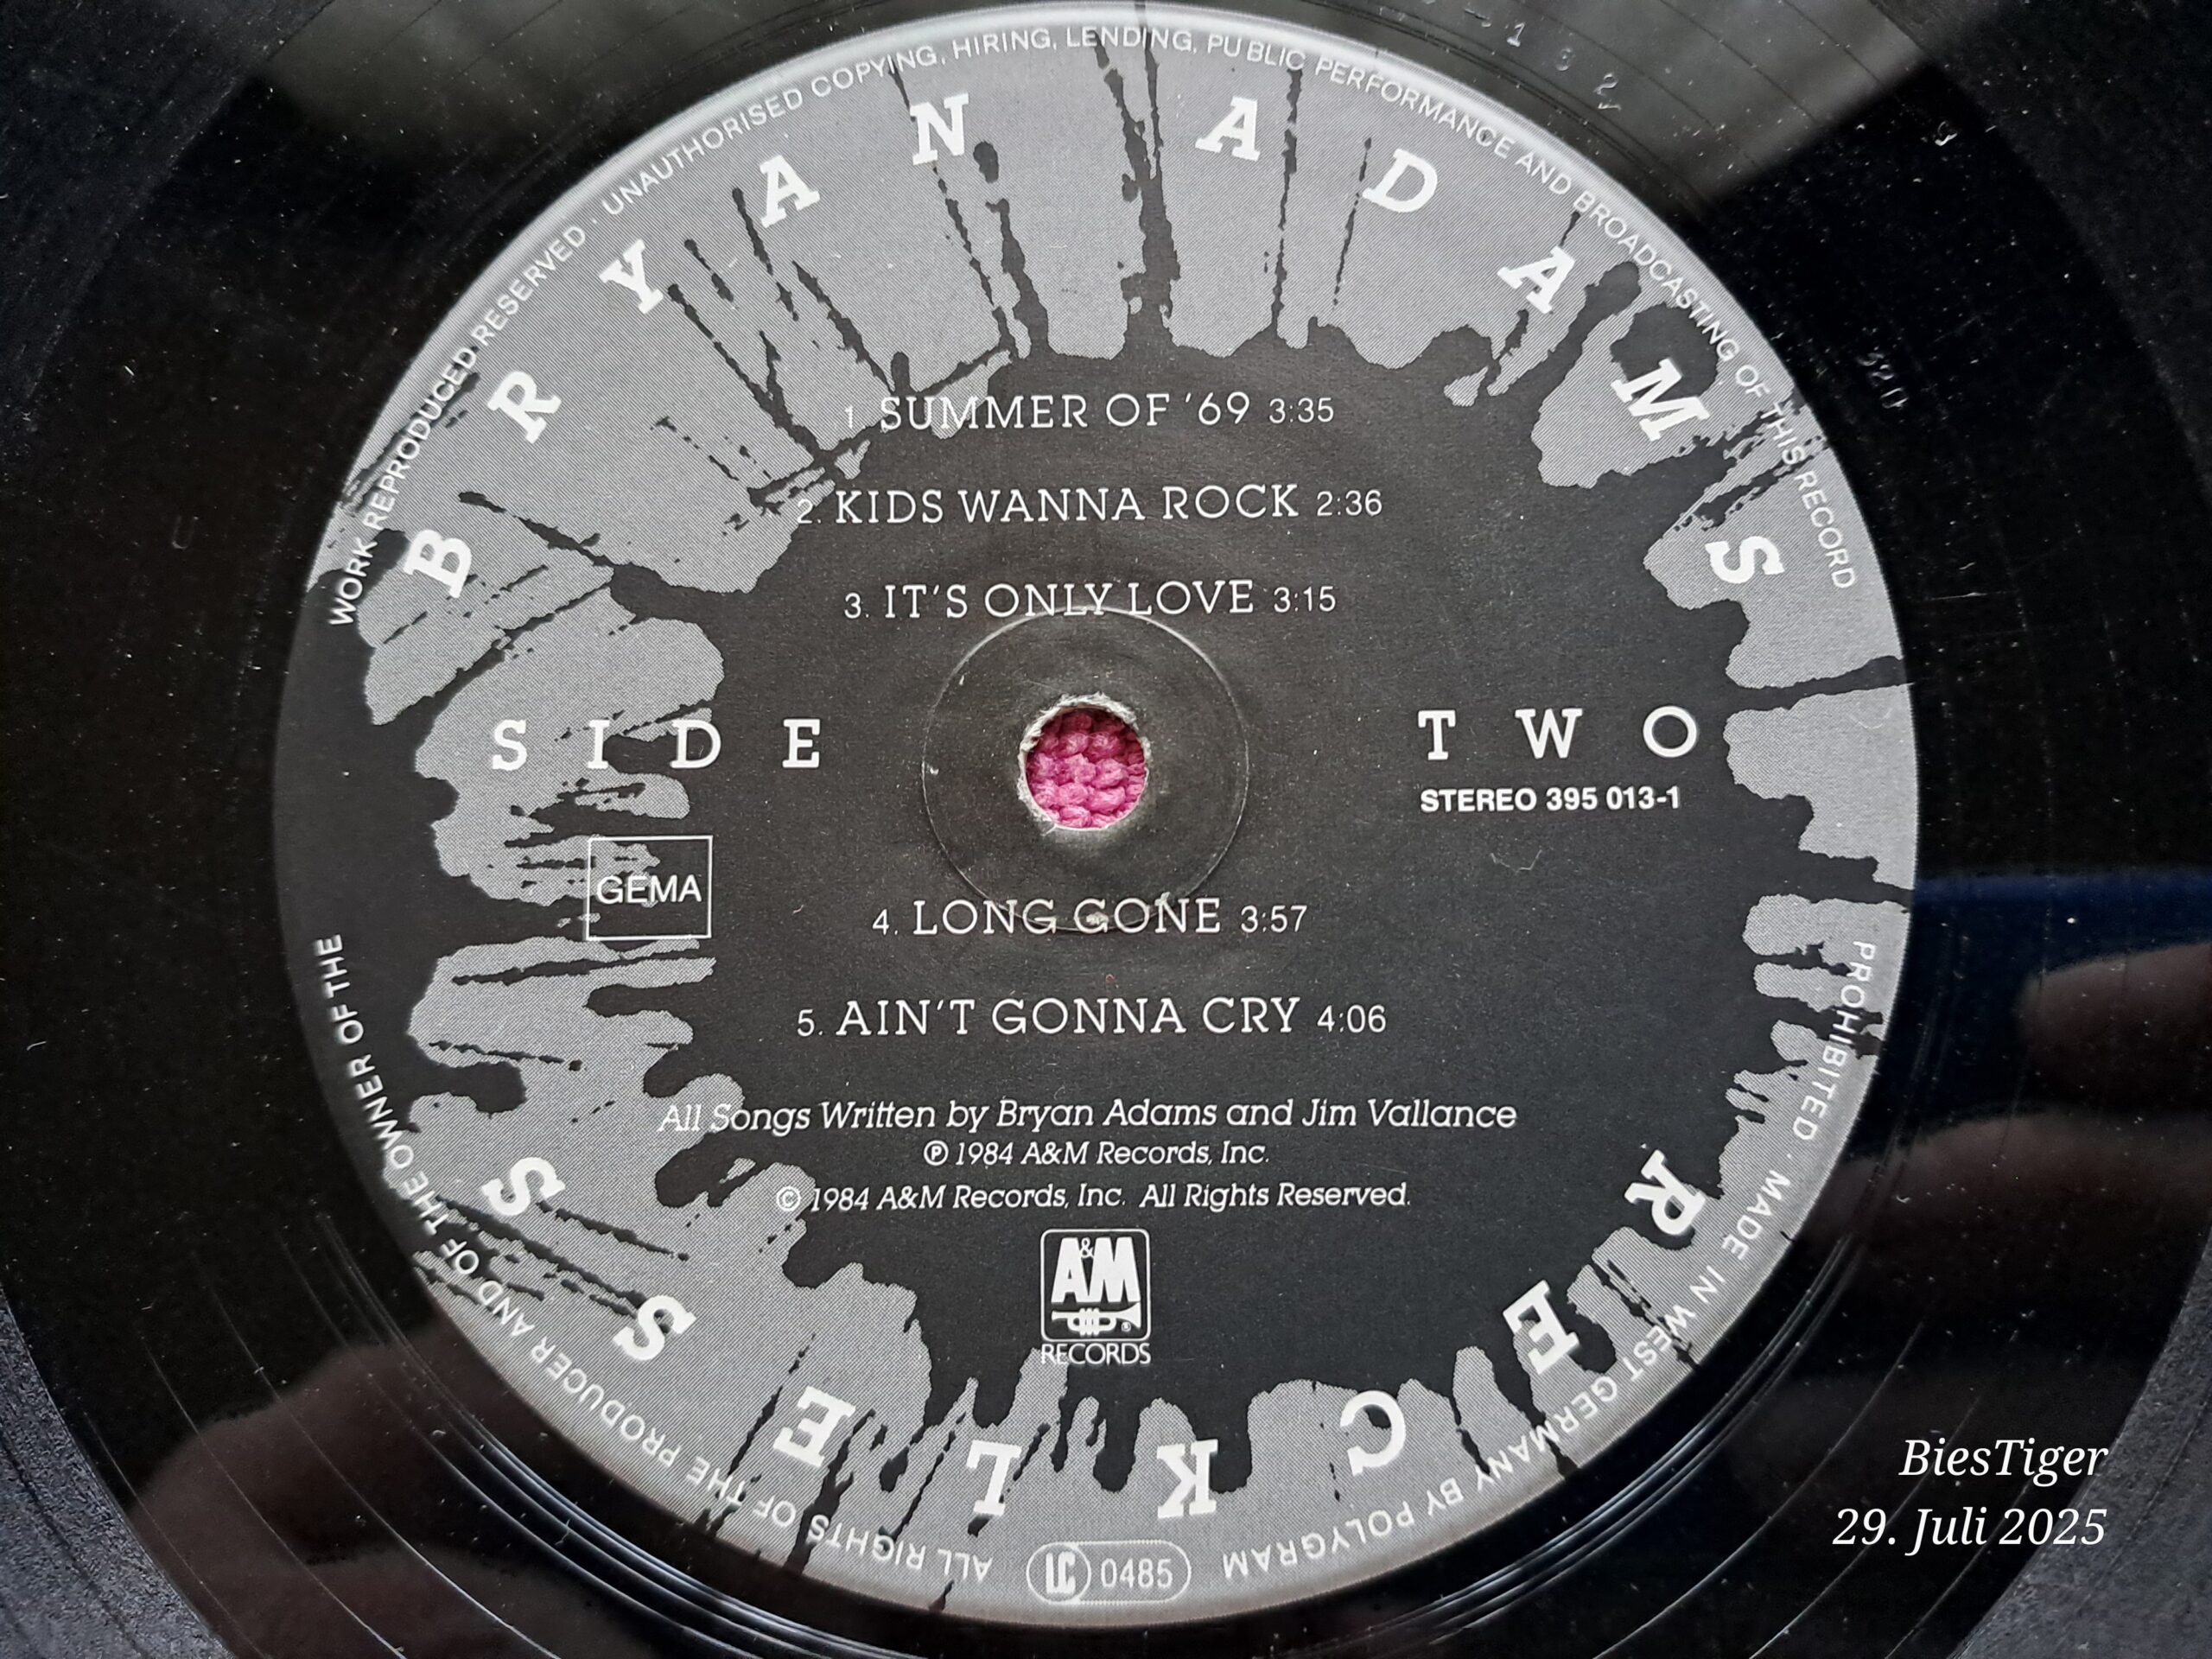 BRYAN ADAMS
1. SUMMER OF '69 3:35
2. KIDS WANNA ROCK 2:36
3. IT'S ONLY LOVE 3:15
SIDE TWO
STEREO 395 013-1
GEMA
4. LONG GONE 3:57
5. AIN'T GONNA CRY 4:06
All Songs Written by Bryan Adams and Jim Vallance
℗ 1984 A&M Records, Inc.
© 1984 A&M Records, Inc. All Rights Reserved.
A&M
RECORDS
RECKLESS
LC 0485
ALL RIGHTS OF THE PRODUCER AND OF THE OWNER OF THE WORK REPRODUCED RESERVED · UNAUTHORISED COPYING, HIRING, LENDING, PUBLIC PERFORMANCE AND BROADCASTING OF THIS RECORD PROHIBITED · MADE IN WEST GERMANY BY POLYGRAM
320
BiesTiger
29. Juli 2025